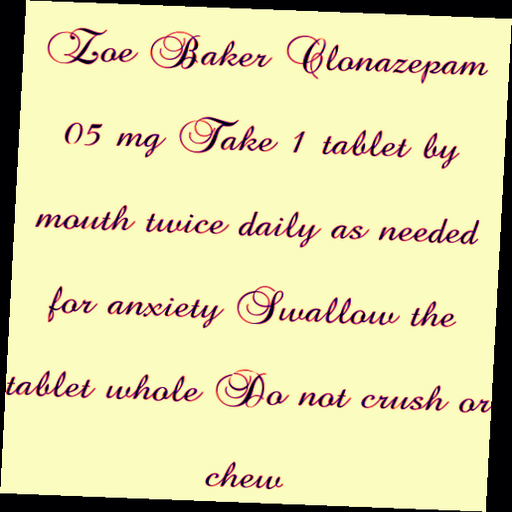 Zoe Baker Clonazepam
05 mg Take 1 tablet by
mouth twice daily as needed
for anxiety Swallow the
tablet whole Do not crush or
chew